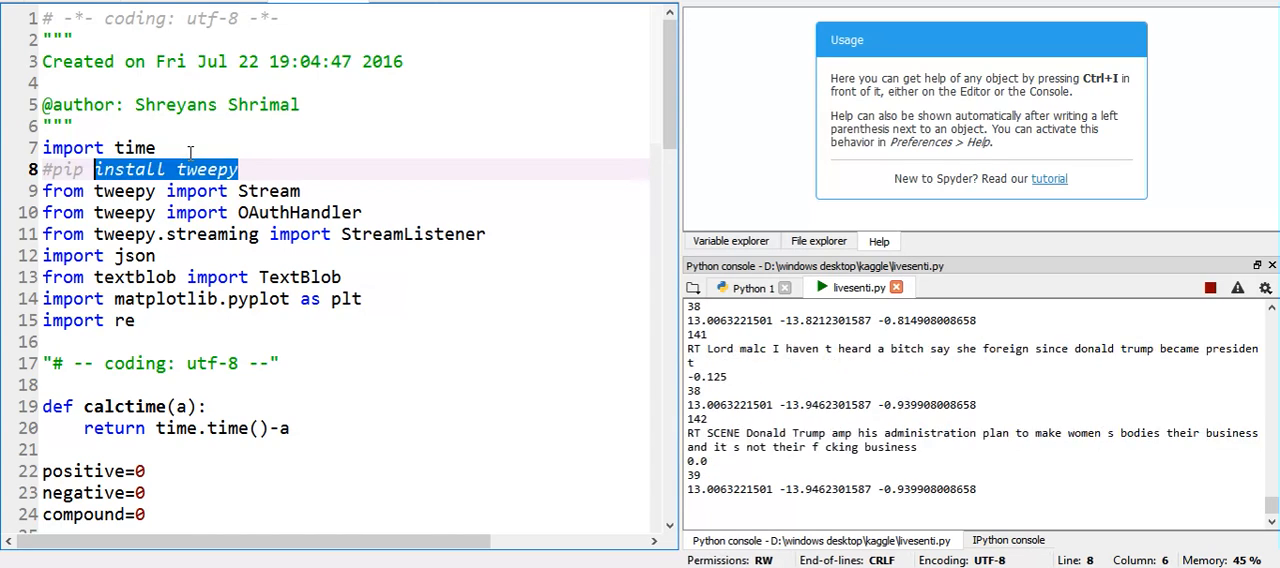 1 # -*- coding: utf-8 -*-
2 """
3 Created on Fri Jul 22 19:04:47 2016
4
5 @author: Shreyans Shrimal
6 """
7 import time
8 #pip install tweepy
9 from tweepy import Stream
10 from tweepy import OAuthHandler
11 from tweepy.streaming import StreamListener
12 import json
13 from textblob import TextBlob
14 import matplotlib.pyplot as plt
15 import re
16
17 "# -- coding: utf-8 --"
18
19 def calctime(a):
20     return time.time()-a
21
22 positive=0
23 negative=0
24 compound=0
Usage
Here you can get help of any object by pressing Ctrl+I in
front of it, either on the Editor or the Console.
Help can also be shown automatically after writing a left
parenthesis next to an object. You can activate this
behavior in Preferences > Help.
New to Spyder? Read our tutorial
Variable explorer File explorer Help
Python console - D:\windows desktop\kaggle\livesenti.py
Python 1 livesenti.py
38
13.0063221501 -13.8212301587 -0.814908008658
141
RT Lord malc I haven t heard a bitch say she foreign since donald trump became presiden
t
-0.125
38
13.0063221501 -13.9462301587 -0.939908008658
142
RT SCENE Donald Trump amp his administration plan to make women s bodies their business
and it s not their f cking business
0.0
39
13.0063221501 -13.9462301587 -0.939908008658
Python console - D:\windows desktop\kaggle\livesenti.py IPython console
Permissions: RW End-of-lines: CRLF Encoding: UTF-8 Line: 8 Column: 6 Memory: 45 %